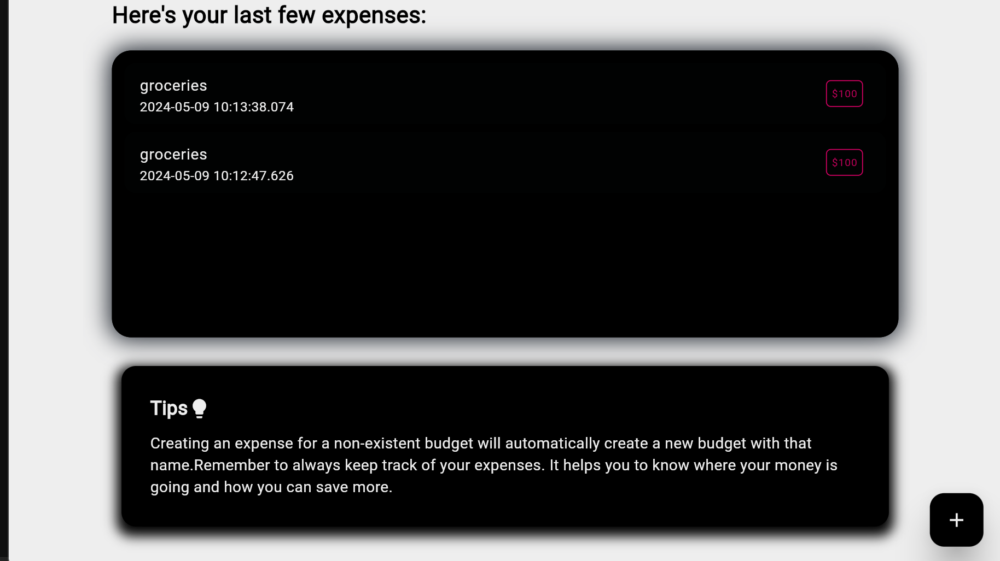 Here's your last few expenses:
groceries
2024-05-09 10:13:38.074
$100
groceries
2024-05-09 10:12:47.626
$100
Tips
Creating an expense for a non-existent budget will automatically create a new budget with that
name.Remember to always keep track of your expenses. It helps you to know where your money is
going and how you can save more.
+